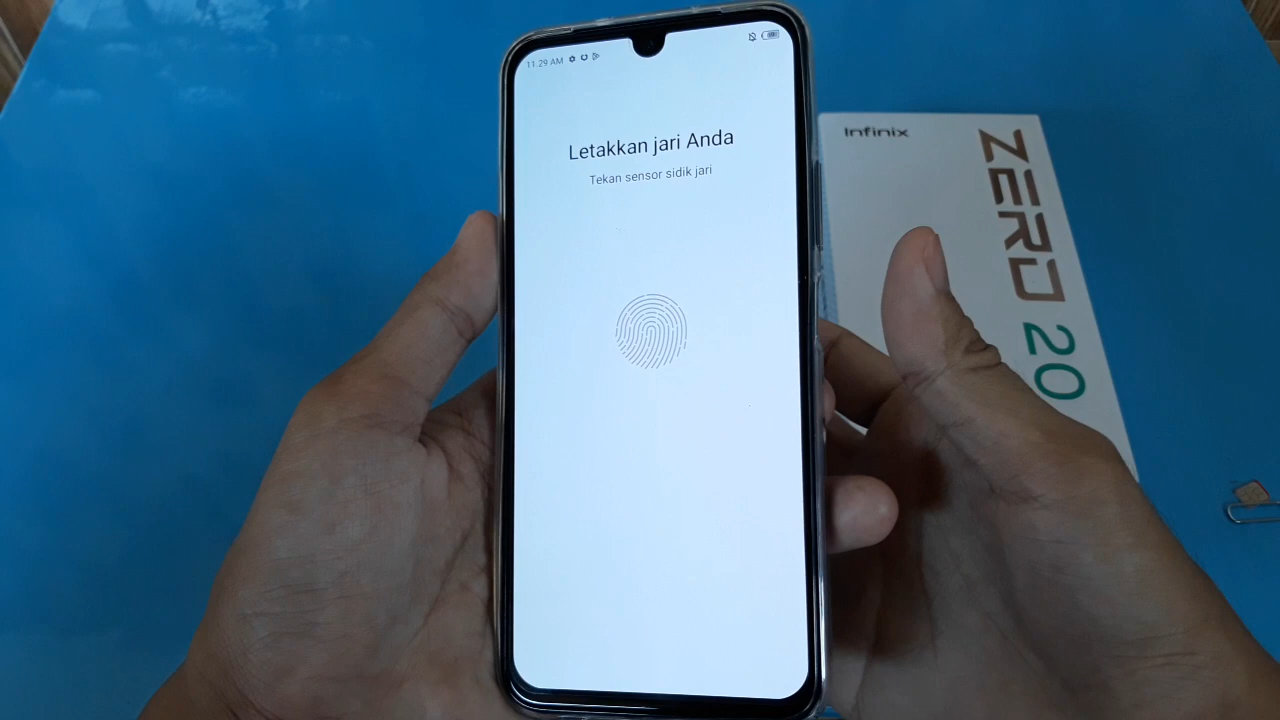 11.29 AM
Letakkan jari Anda
Tekan sensor sidik jari
Infinix
ZERO 20